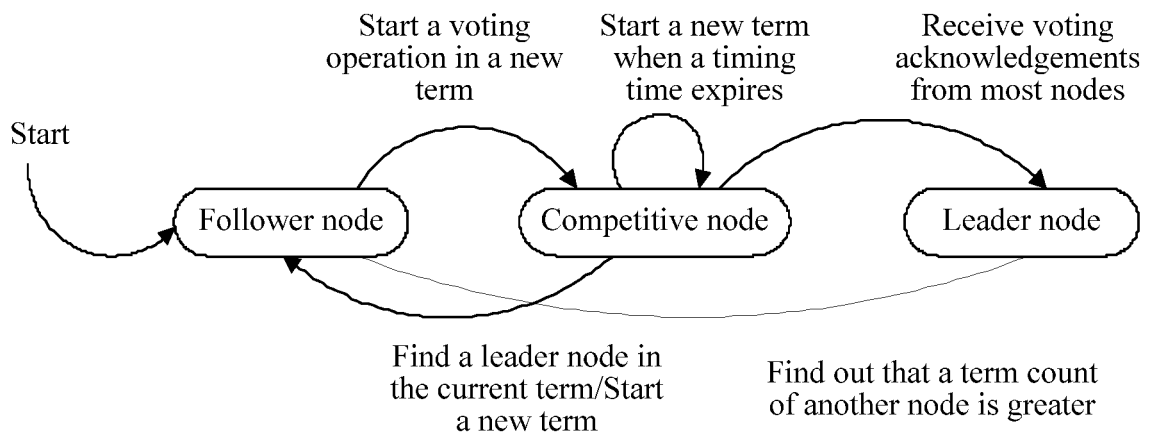 Start a voting
operation in a new
term
Start a new term
when a timing
time expires
Receive voting
acknowledgements
from most nodes
Start
Follower node
Competitive node
Leader node
Find a leader node in
the current term/Start
a new term
Find out that a term count
of another node is greater